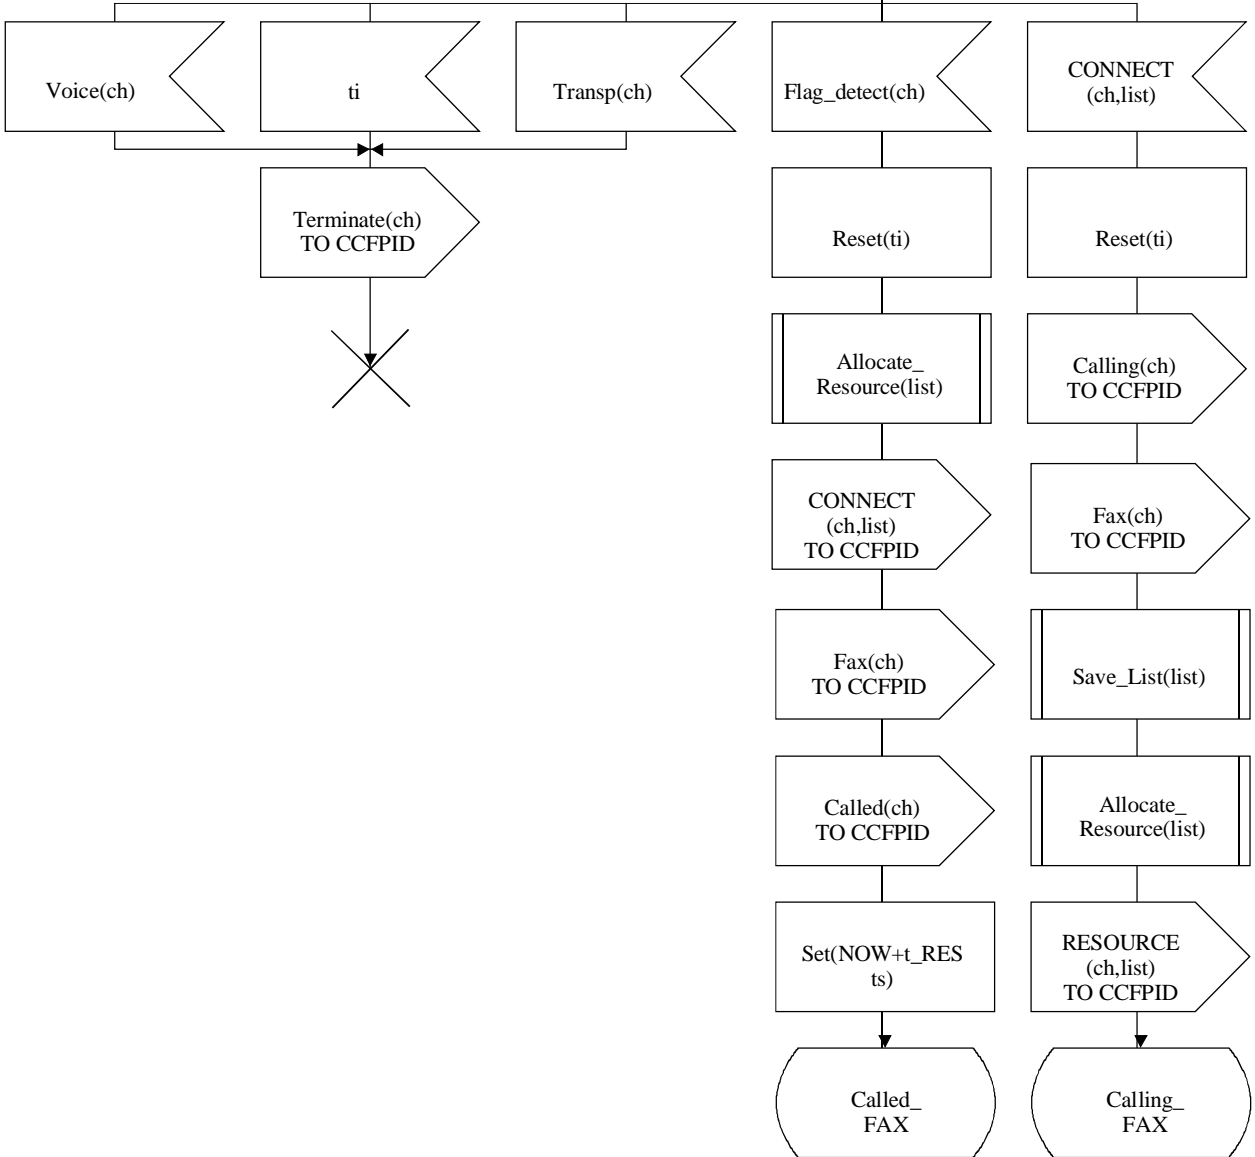 Voice(ch)
ti
Transp(ch)
Flag_detect(ch)
CONNECT
(ch,list)
Terminate(ch)
TO CCFPID
Reset(ti)
Reset(ti)
Allocate_
Resource(list)
Calling(ch)
TO CCFPID
CONNECT
(ch,list)
TO CCFPID
Fax(ch)
TO CCFPID
Fax(ch)
TO CCFPID
Save_List(list)
Called(ch)
TO CCFPID
Allocate_
Resource(list)
Set(NOW+t_RES
ts)
RESOURCE
(ch,list)
TO CCFPID
Called_
FAX
Calling_
FAX